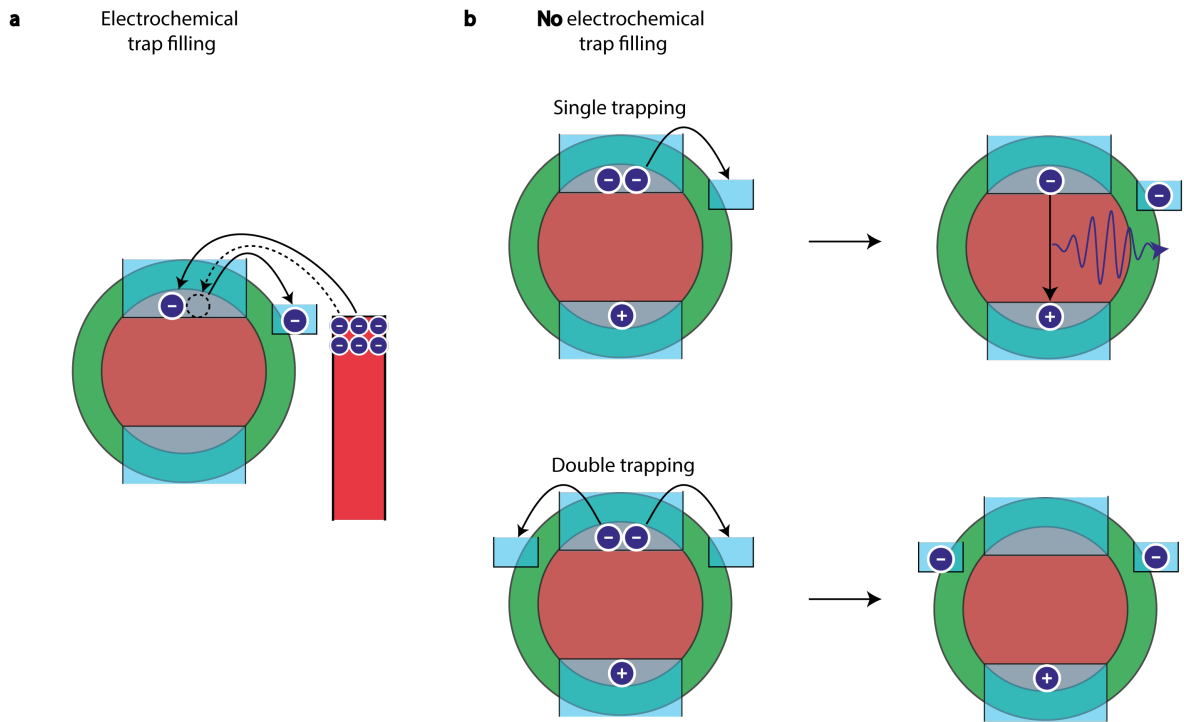 a
Electrochemical
trap filling
b
No electrochemical
trap filling
Single trapping
− −
−
−
+
+
−
−
− − −
− − −
Double trapping
− −
−
−
+
+